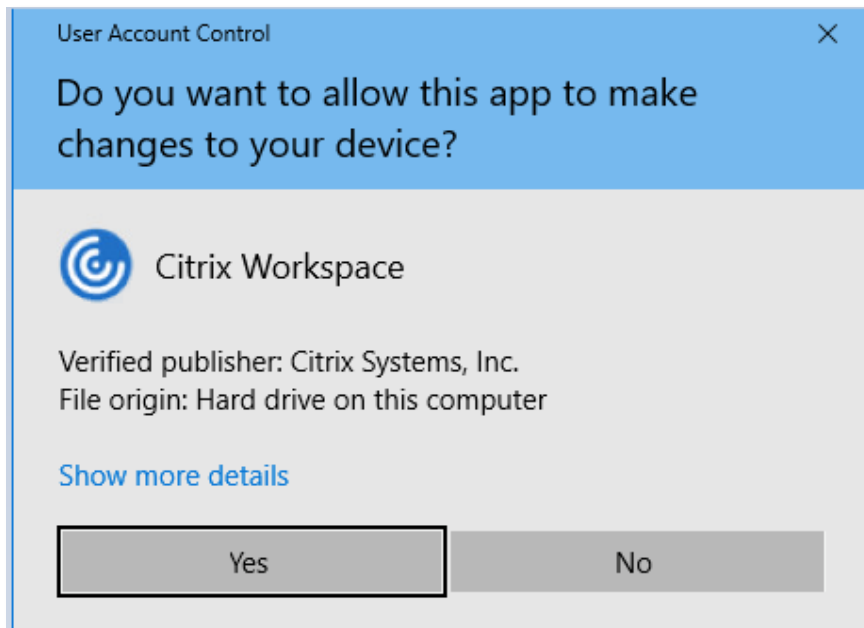 User Account Control
Do you want to allow this app to make
changes to your device?
Citrix Workspace
Verified publisher: Citrix Systems, Inc.
File origin: Hard drive on this computer
Show more details
Yes
No